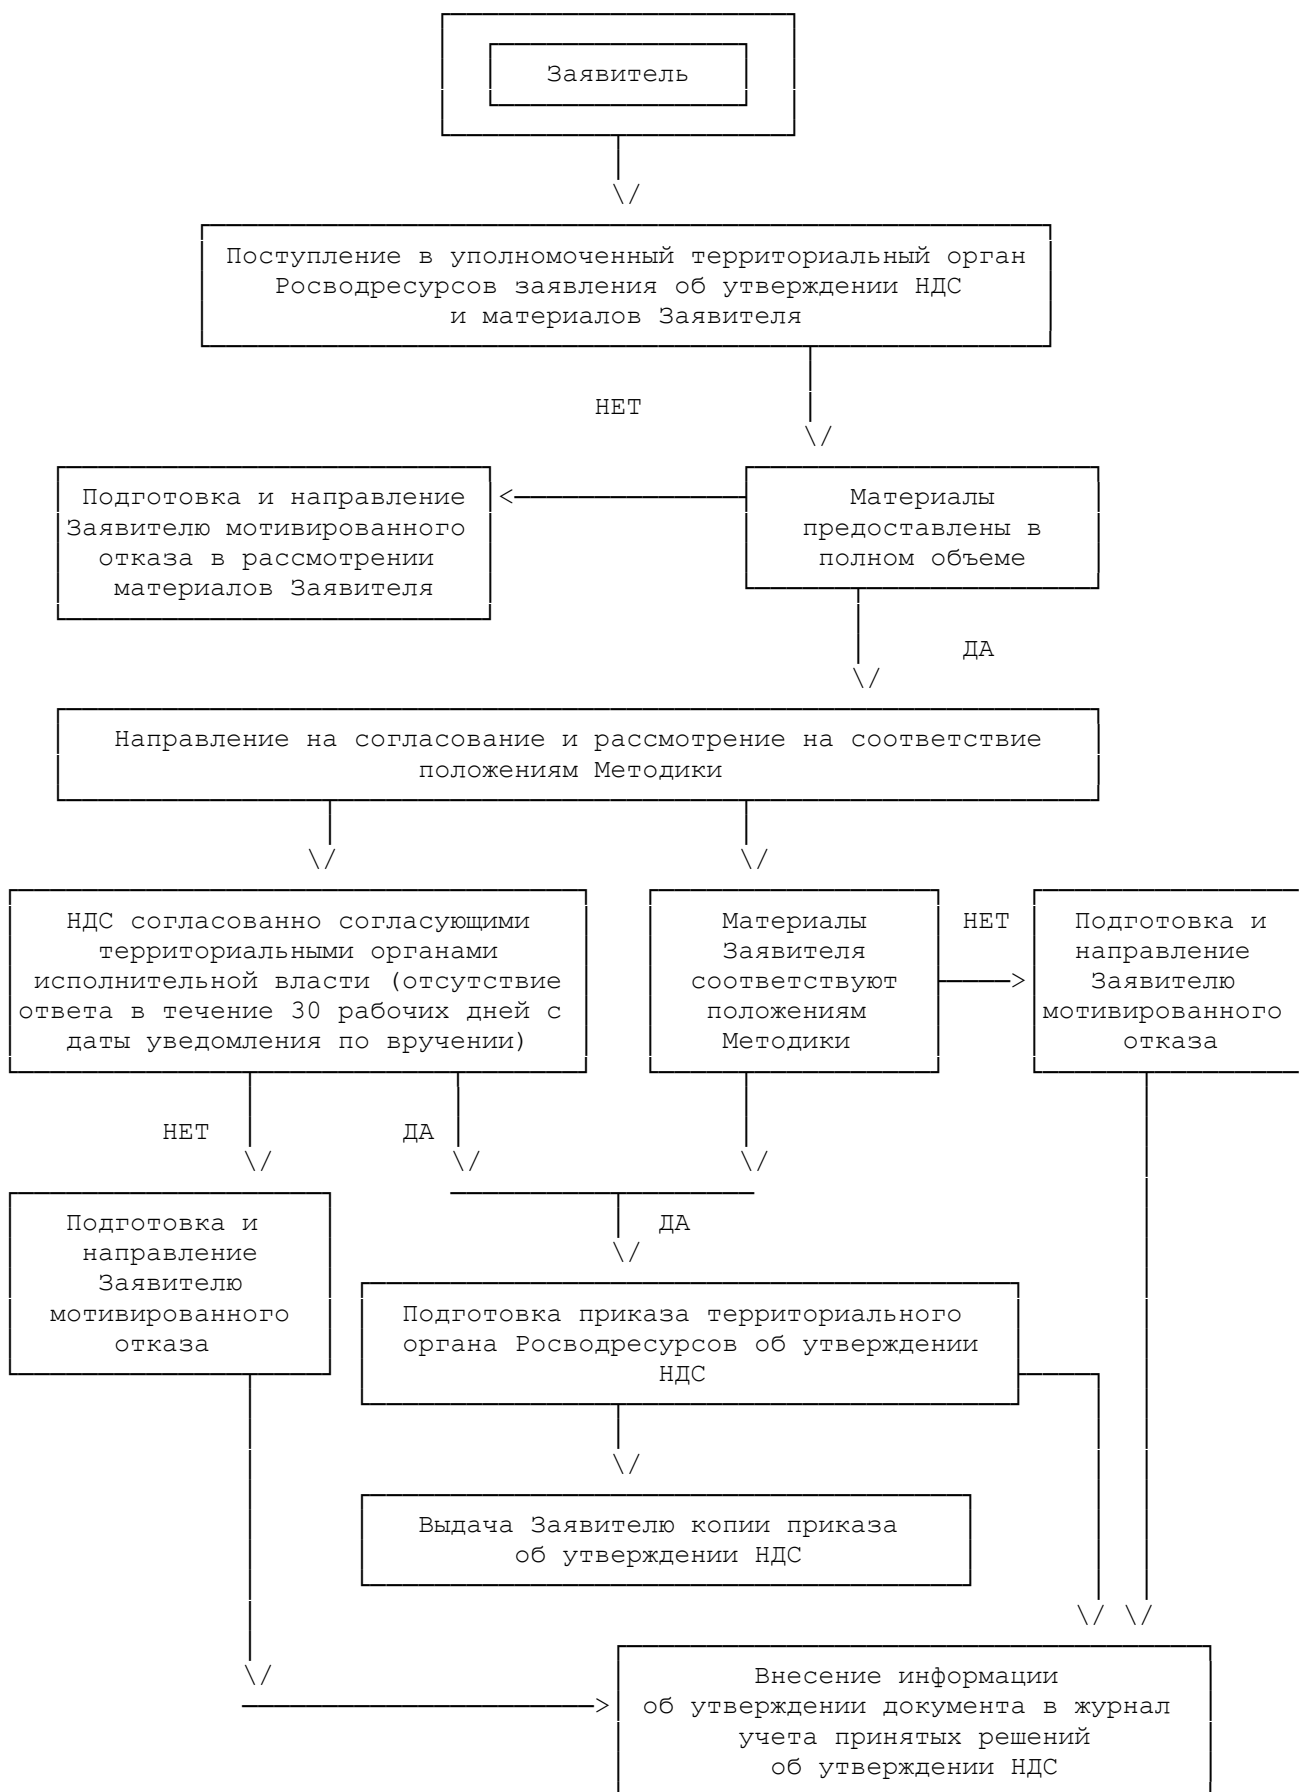 Заявитель
Поступление в уполномоченный территориальный орган
Росводресурсов заявления об утверждении НДС
и материалов Заявителя
НЕТ
Подготовка и направление
Заявителю мотивированного
отказа в рассмотрении
материалов Заявителя
Материалы
предоставлены в
полном объеме
ДА
Направление на согласование и рассмотрение на соответствие
положениям Методики
НДС согласованно согласующими
территориальными органами
исполнительной власти (отсутствие
ответа в течение 30 рабочих дней с
даты уведомления по вручении)
Материалы
Заявителя
соответствуют
положениям
Методики
НЕТ
Подготовка и
направление
Заявителю
мотивированного
отказа
НЕТ
ДА
Подготовка и
направление
Заявителю
мотивированного
отказа
ДА
Подготовка приказа территориального
органа Росводресурсов об утверждении
НДС
Выдача Заявителю копии приказа
об утверждении НДС
Внесение информации
об утверждении документа в журнал
учета принятых решений
об утверждении НДС